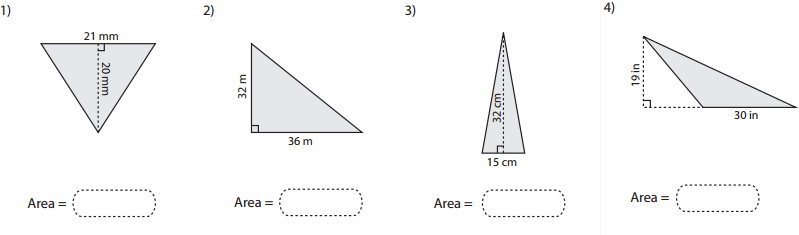 1)
21 mm
20 mm
Area =
2)
32 m
36 m
Area =
3)
32 cm
15 cm
Area =
4)
19 in
30 in
Area =